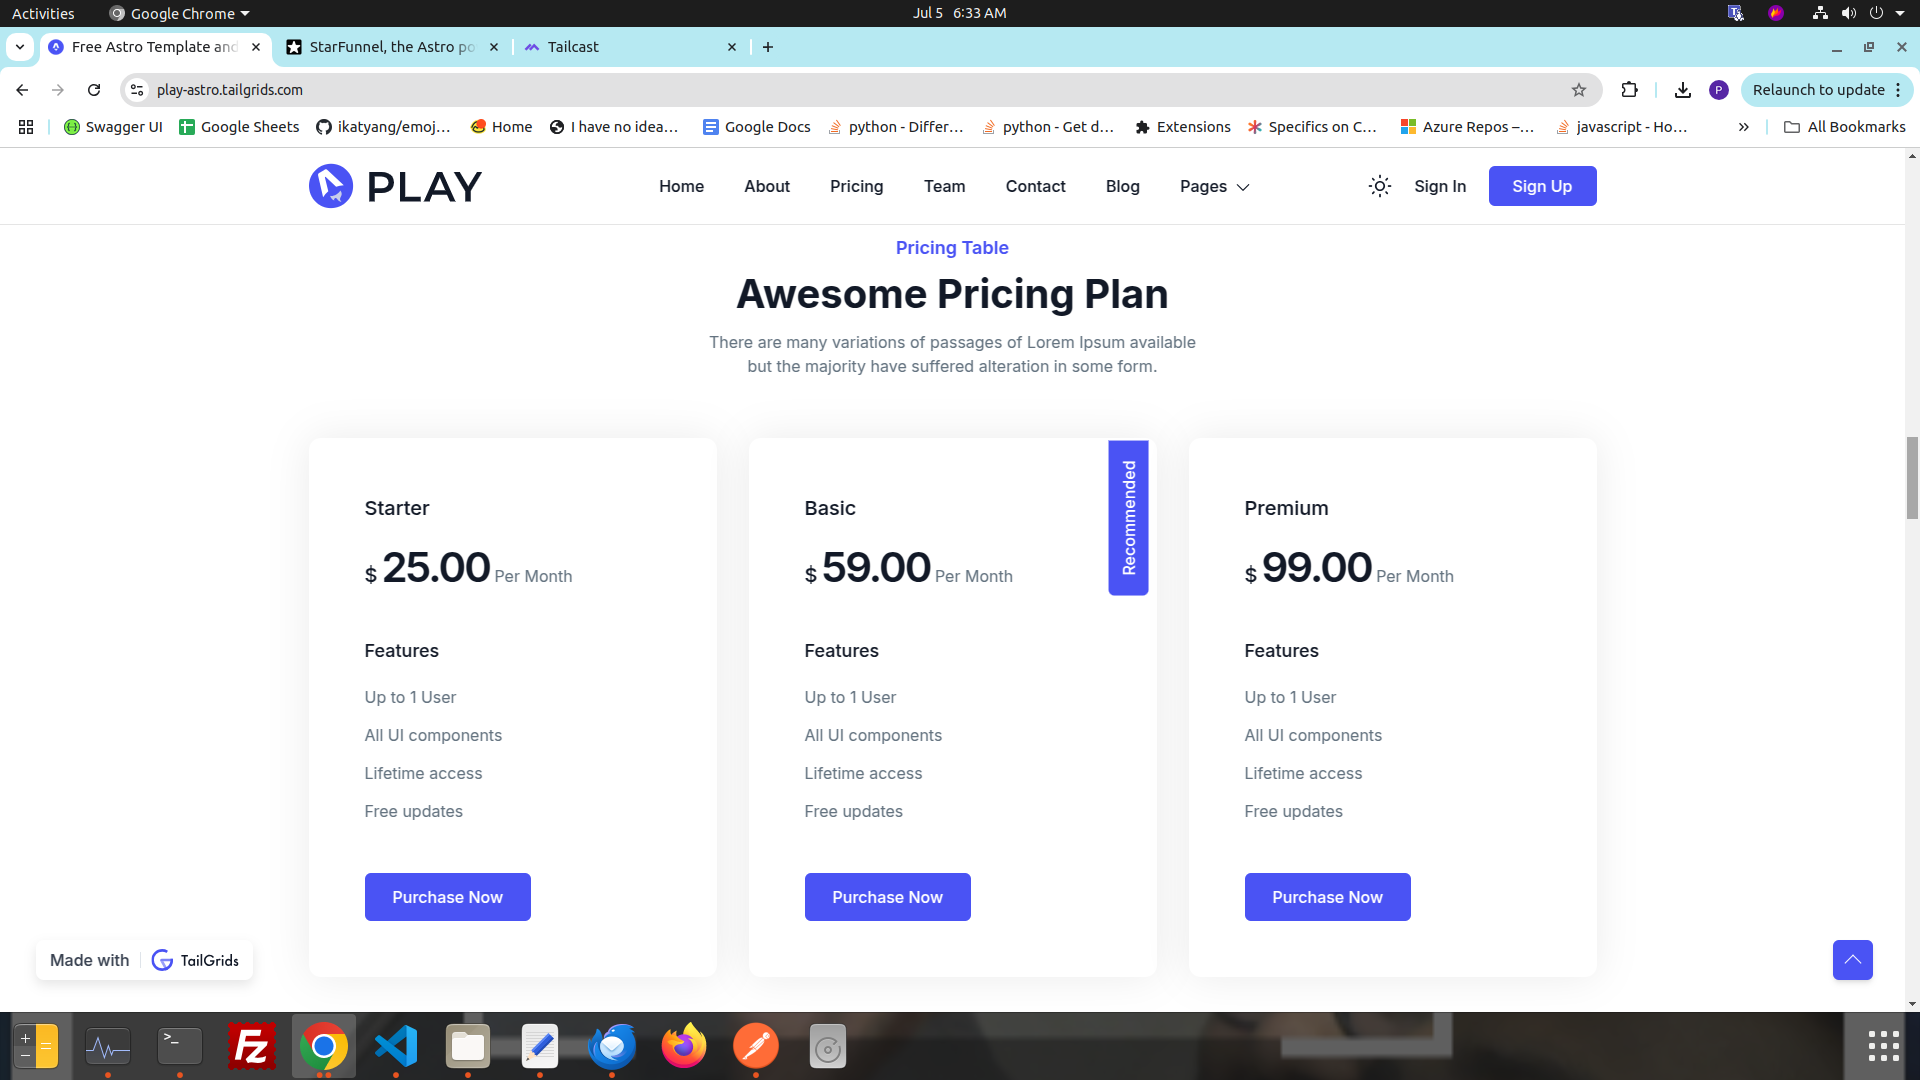 Activities
Google Chrome
Jul 5 6:33 AM
Free Astro Template and
StarFunnel, the Astro po
Tailcast
play-astro.tailgrids.com
P
Relaunch to update
Swagger UI
Google Sheets
ikatyang/emoj...
Home
I have no idea...
Google Docs
python - Differ...
python - Get d...
Extensions
Specifics on C...
Azure Repos –...
javascript - Ho...
All Bookmarks
PLAY
Home
About
Pricing
Team
Contact
Blog
Pages
Sign In
Sign Up
Pricing Table
Awesome Pricing Plan
There are many variations of passages of Lorem Ipsum available
but the majority have suffered alteration in some form.
Starter
$ 25.00 Per Month
Features
Up to 1 User
All UI components
Lifetime access
Free updates
Purchase Now
Recommended
Basic
$ 59.00 Per Month
Features
Up to 1 User
All UI components
Lifetime access
Free updates
Purchase Now
Premium
$ 99.00 Per Month
Features
Up to 1 User
All UI components
Lifetime access
Free updates
Purchase Now
Made with TailGrids
Fz